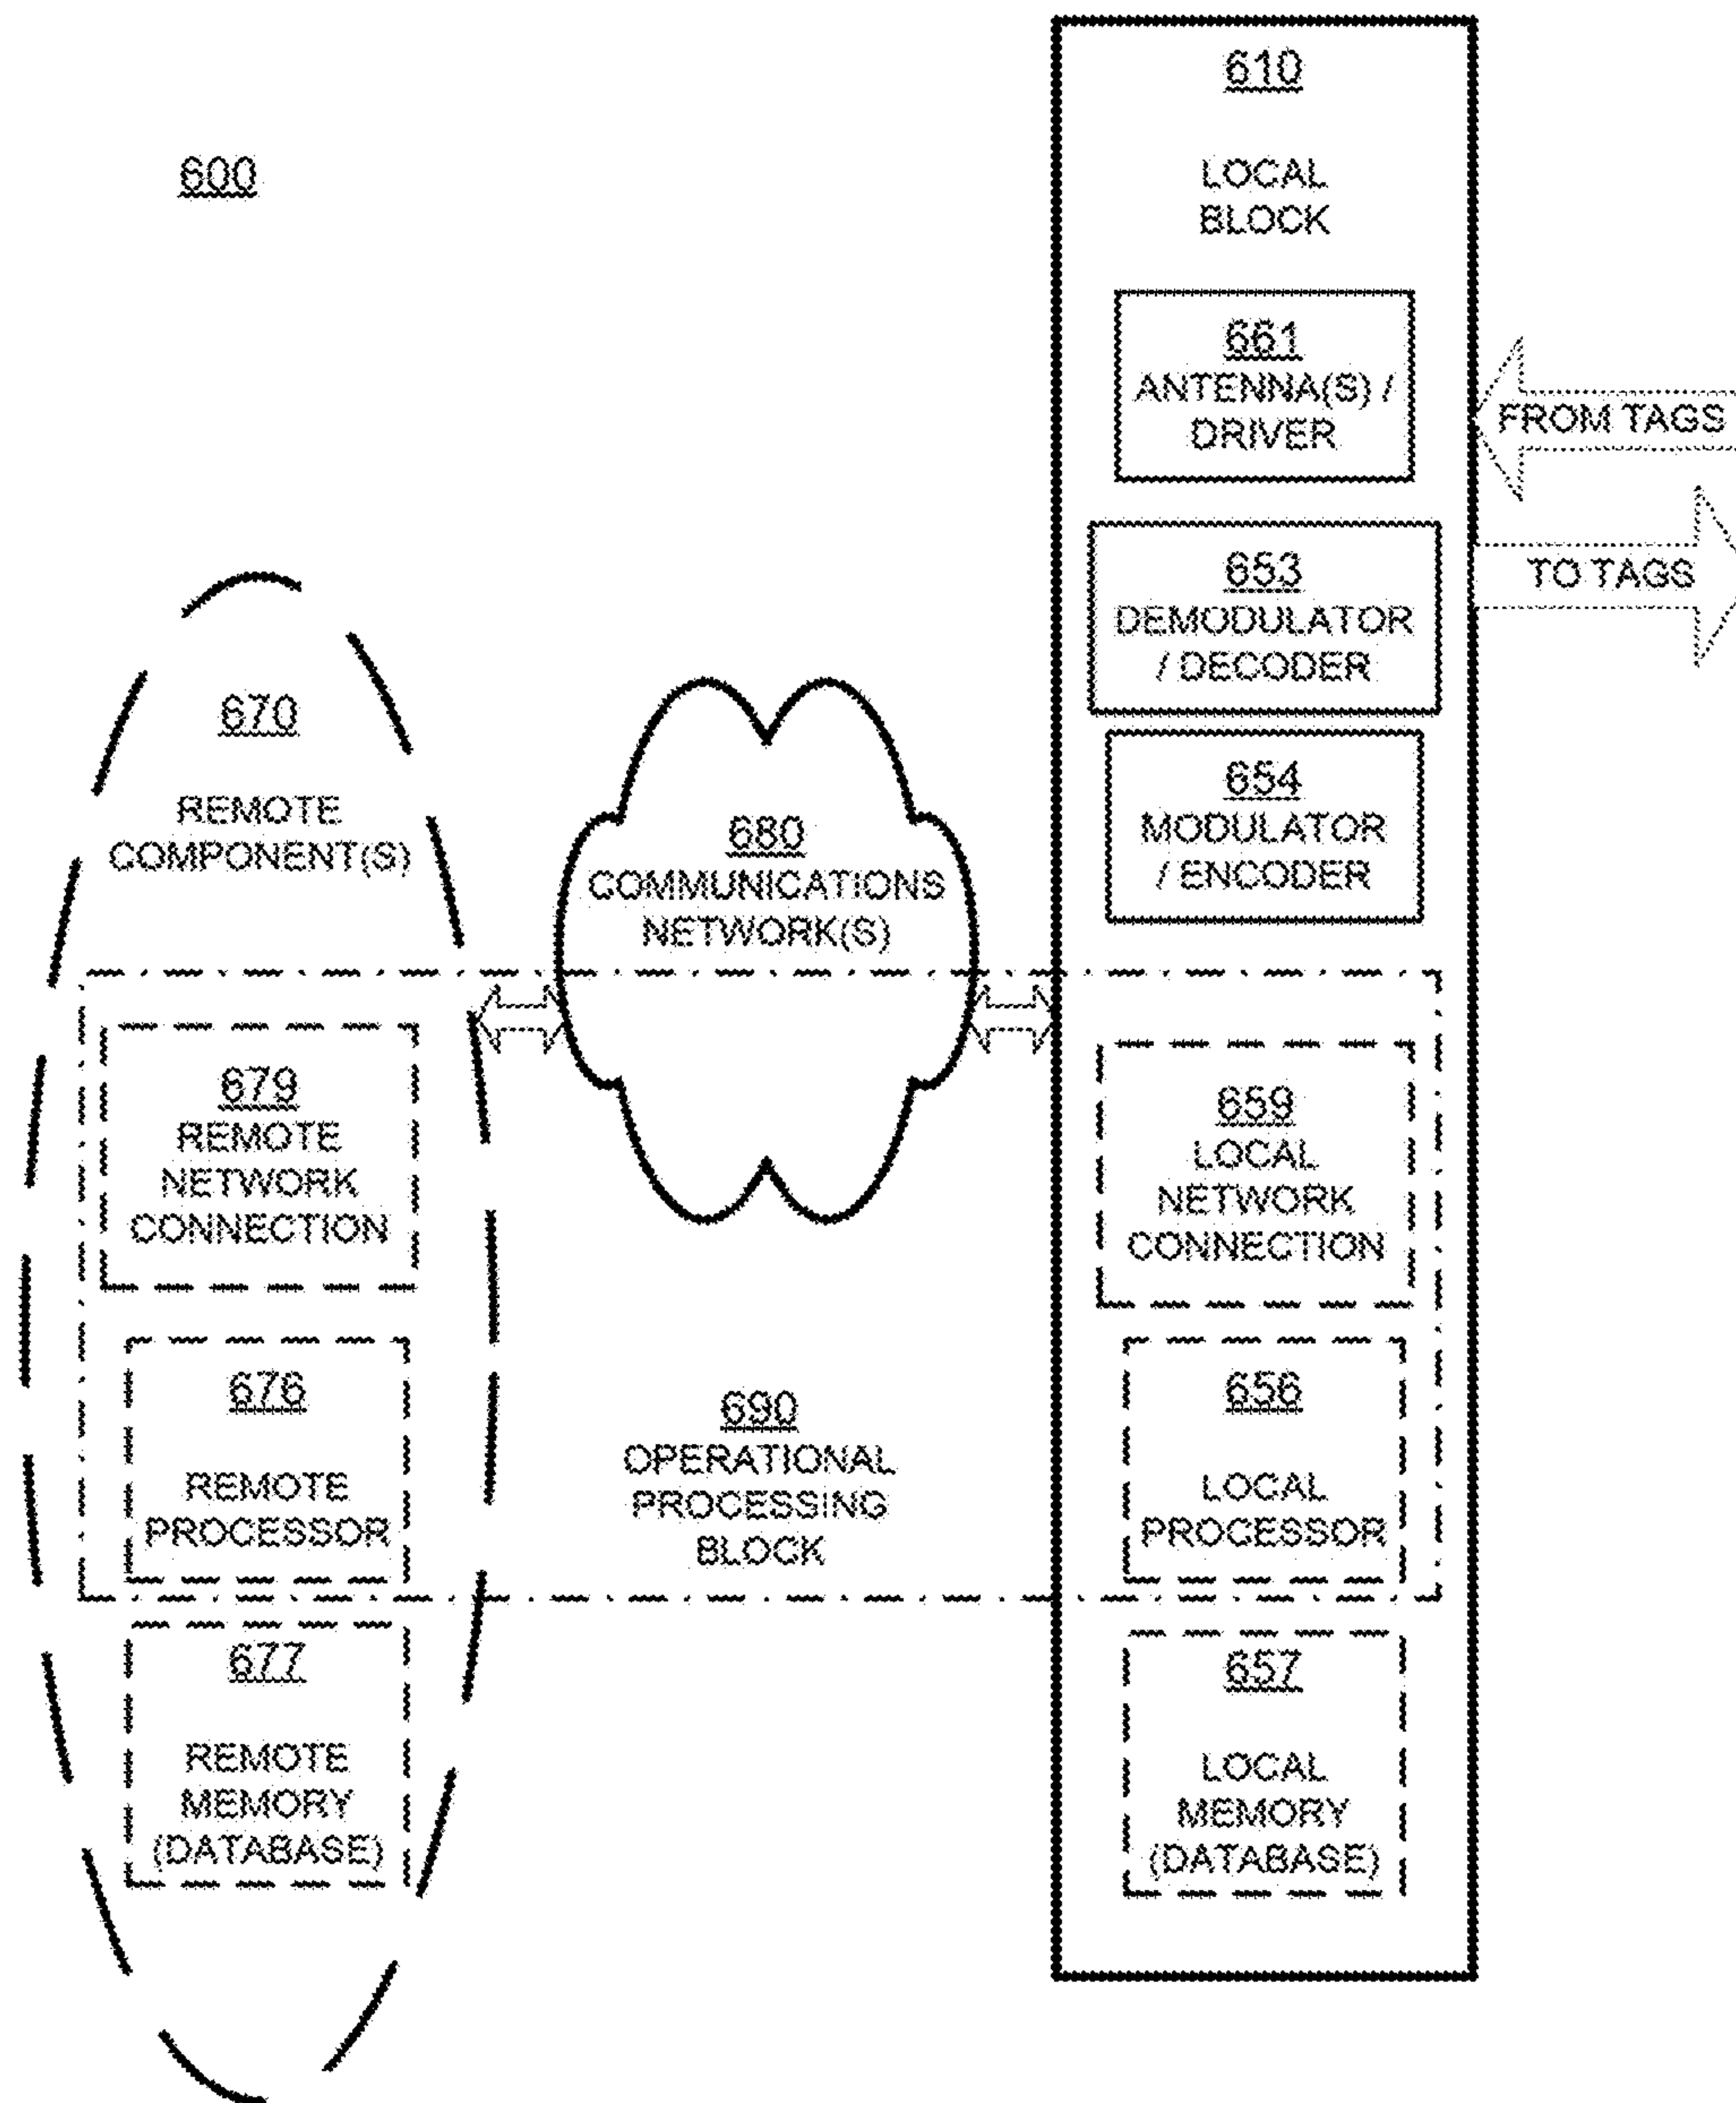 600
610
LOCAL
BLOCK
661
ANTENNA(S) /
DRIVER
FROM TAGS
653
DEMODULATOR
/ DECODER
TO TAGS
654
MODULATOR
/ ENCODER
670
REMOTE
COMPONENT(S)
680
COMMUNICATIONS
NETWORK(S)
679
REMOTE
NETWORK
CONNECTION
659
LOCAL
NETWORK
CONNECTION
676
REMOTE
PROCESSOR
690
OPERATIONAL
PROCESSING
BLOCK
656
LOCAL
PROCESSOR
677
REMOTE
MEMORY
(DATABASE)
657
LOCAL
MEMORY
(DATABASE)